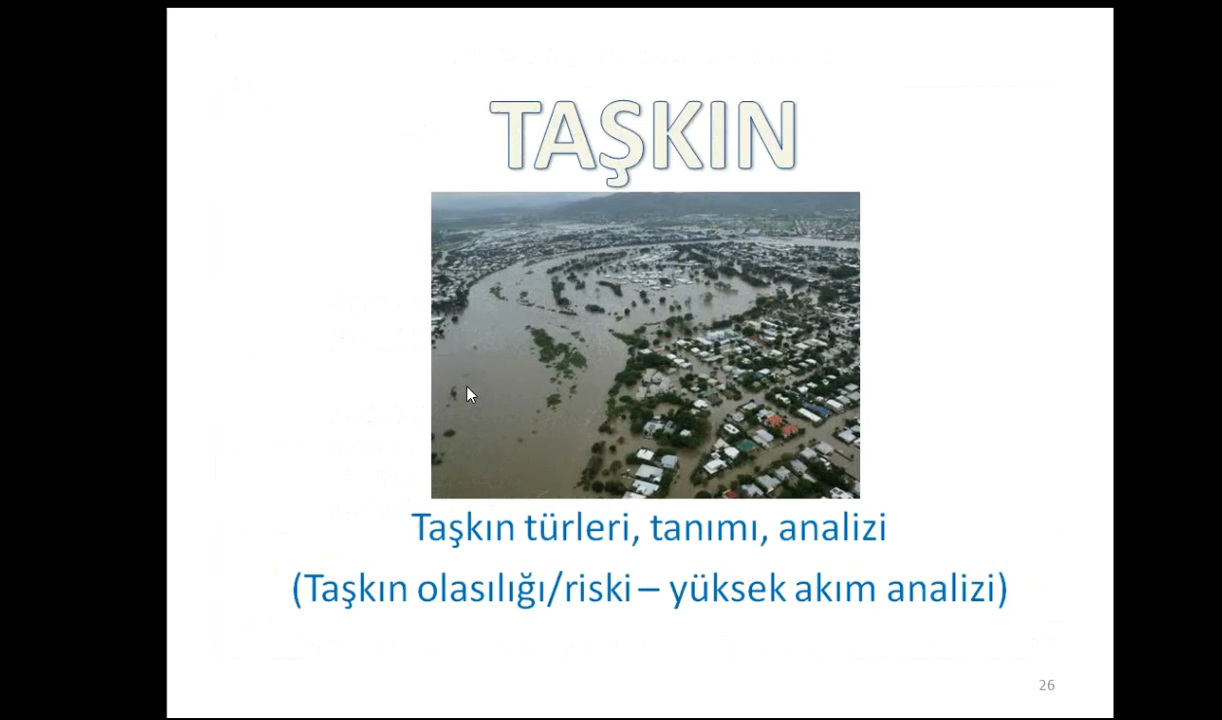 TAŞKIN
Taşkın türleri, tanımı, analizi
(Taşkın olasılığı/riski – yüksek akım analizi)
26